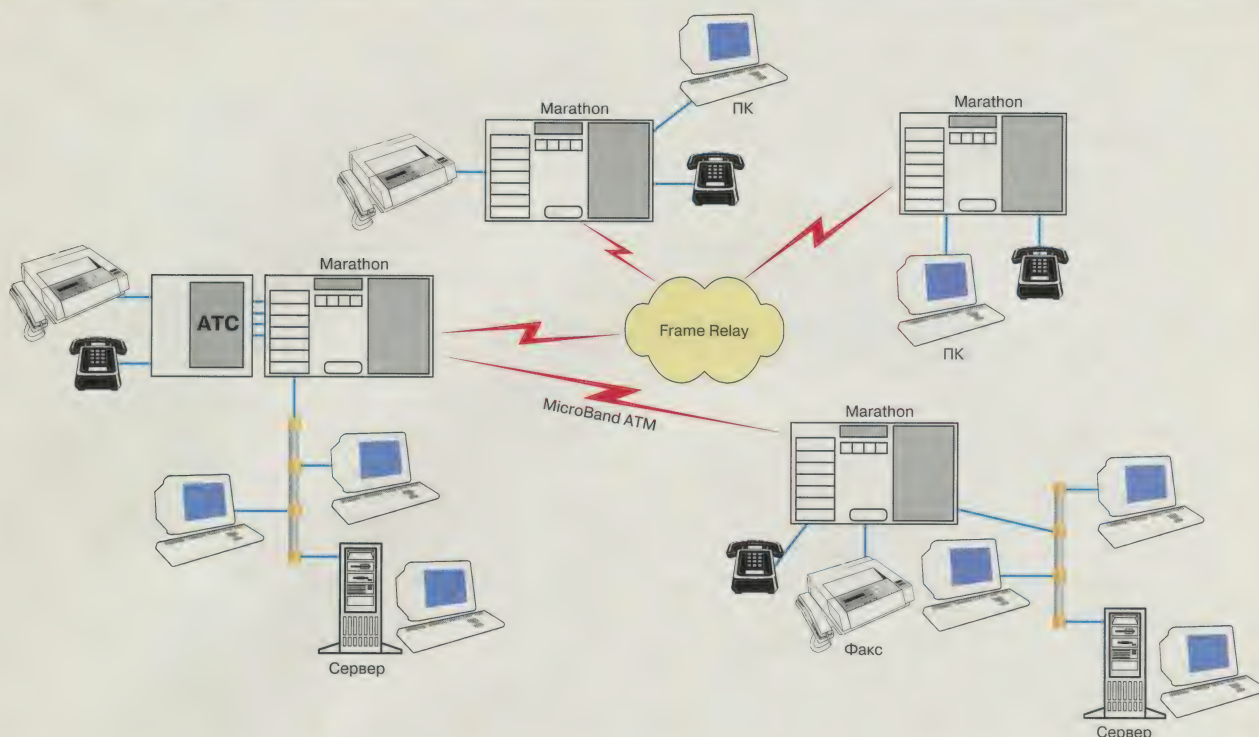 Marathon
ПК
Marathon
ПК
Marathon
АТС
Frame Relay
MicroBand ATM
Marathon
Факс
Сервер
Сервер